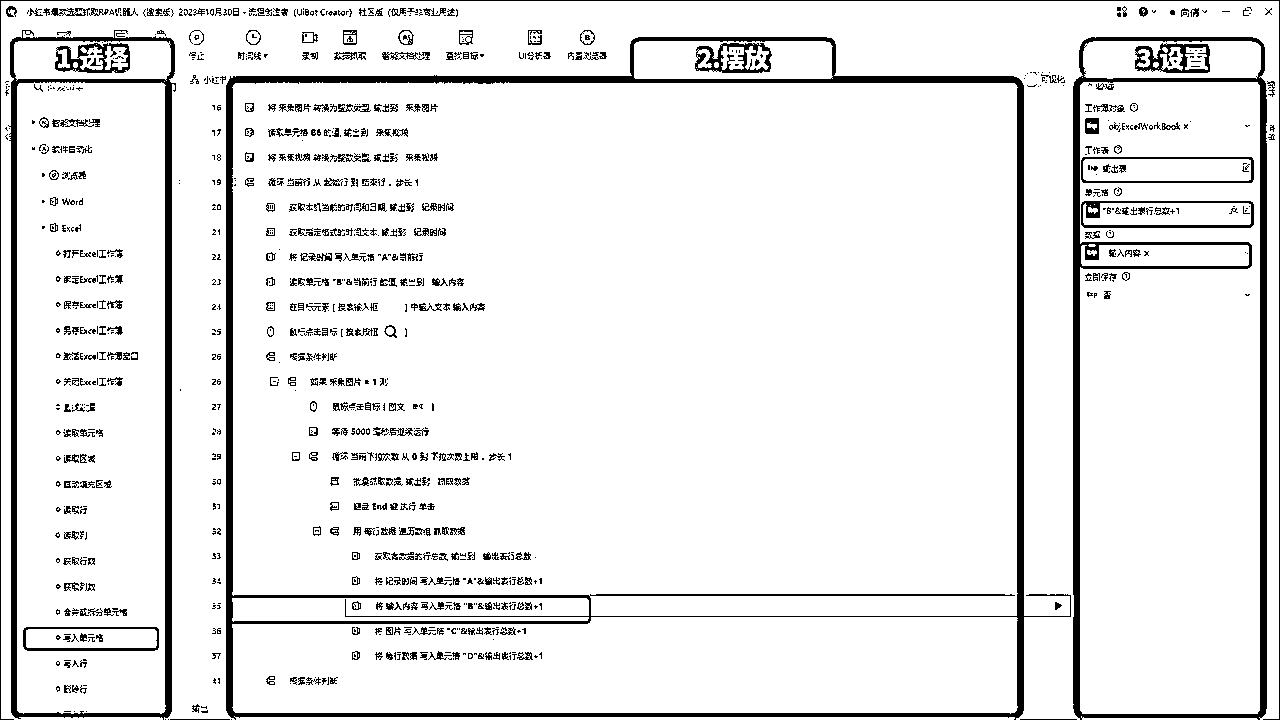 小红书爆款选题抓取RPA机器人（搜索版）2023年10月30日 - 流程创造者（UiBot Creator） 社区版（仅用于非商业用途）
停止
时间线
录制
数据抓取
智能文档处理
查找目标
UI分析器
内置浏览器
1.选择
2.摆放
3.设置
智能文档处理
软件自动化
浏览器
Word
Excel
打开Excel工作簿
绑定Excel工作簿
保存Excel工作簿
另存Excel工作簿
激活Excel工作簿窗口
关闭Excel工作簿
读取单元格
读取区域
自动填充区域
读取行
读取列
获取行数
获取列数
合并或拆分单元格
写入单元格
写入行
删除行
小红书
可视化
16 将 采集图片 转换为整数类型, 输出到 采集图片
17 读取单元格 B6 的值, 输出到 采集视频
18 将 采集视频 转换为整数类型, 输出到 采集视频
19 循环 当前行 从 起始行 到 结束行 , 步长 1
20 获取本机当前的时间和日期, 输出到 记录时间
21 获取指定格式的时间文本, 输出到 记录时间
22 将 记录时间 写入单元格 "A"&当前行
23 读取单元格 "B"&当前行 的值, 输出到 输入内容
24 在目标元素 [ 搜索输入框 ] 中输入文本 输入内容
25 鼠标点击目标 [ 搜索按钮 ]
26 根据条件判断
26 如果 采集图片 = 1 则
27 鼠标点击目标 [ 图文 ]
28 等待 5000 毫秒后继续运行
29 循环 当前下拉次数 从 0 到 下拉次数上限 , 步长 1
30 批量抓取数据, 输出到 抓取数据
31 键盘 End 键 执行 单击
32 用 每行数据 遍历数组 抓取数据
33 获取含数据的行总数, 输出到 输出表行总数
34 将 记录时间 写入单元格 "A"&输出表行总数+1
35 将 输入内容 写入单元格 "B"&输出表行总数+1
36 将 图片 写入单元格 "C"&输出表行总数+1
37 将 每行数据 写入单元格 "D"&输出表行总数+1
41 根据条件判断
输出
必选
工作簿对象
objExcelWorkBook ×
工作表
Exp 输出表
单元格
Exp "B"&输出表行总数+1
数据
Exp 输入内容 ×
立即保存
Exp 否